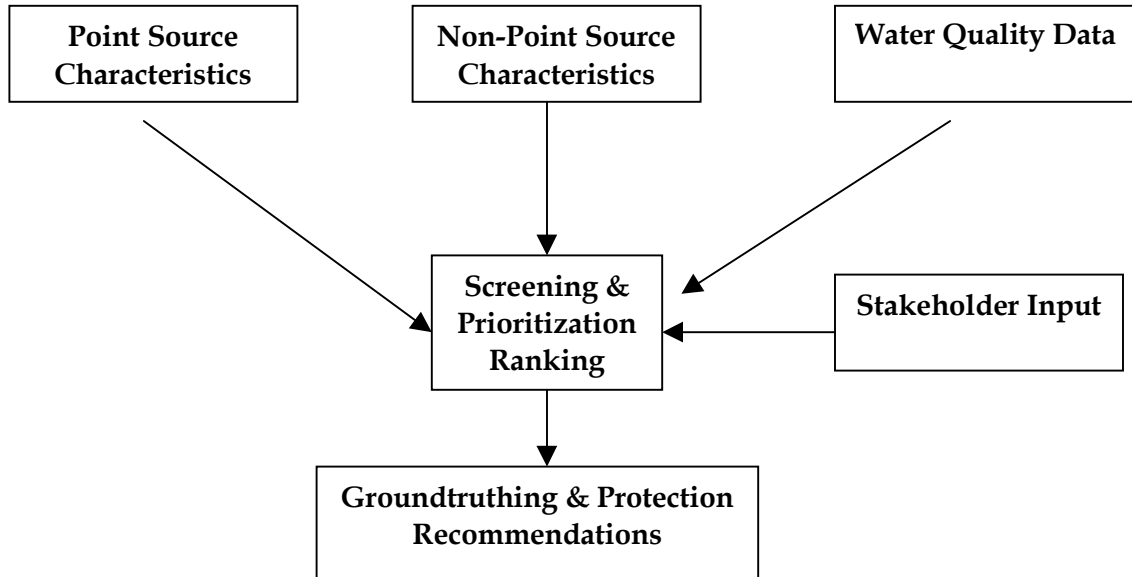 Point Source
Characteristics
Non-Point Source
Characteristics
Water Quality Data
Screening &
Prioritization
Ranking
Stakeholder Input
Groundtruthing & Protection
Recommendations